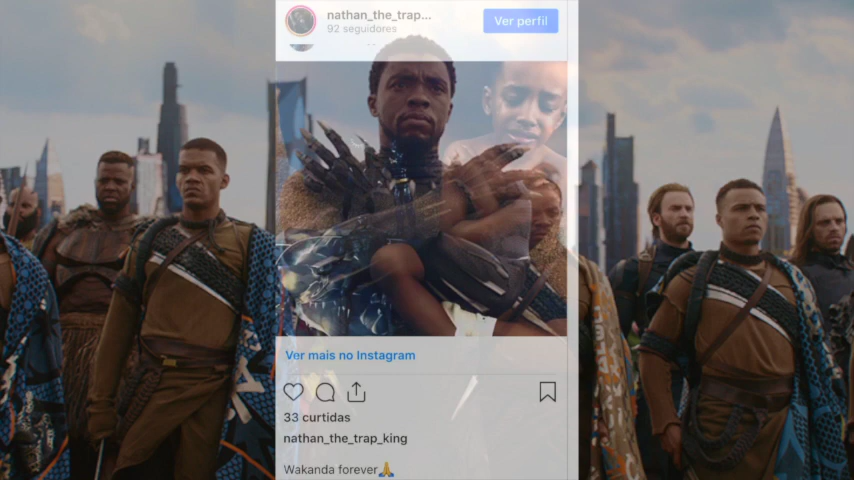 nathan_the_trap...
92 seguidores
Ver perfil
Ver mais no Instagram
33 curtidas
nathan_the_trap_king
Wakanda forever🙏